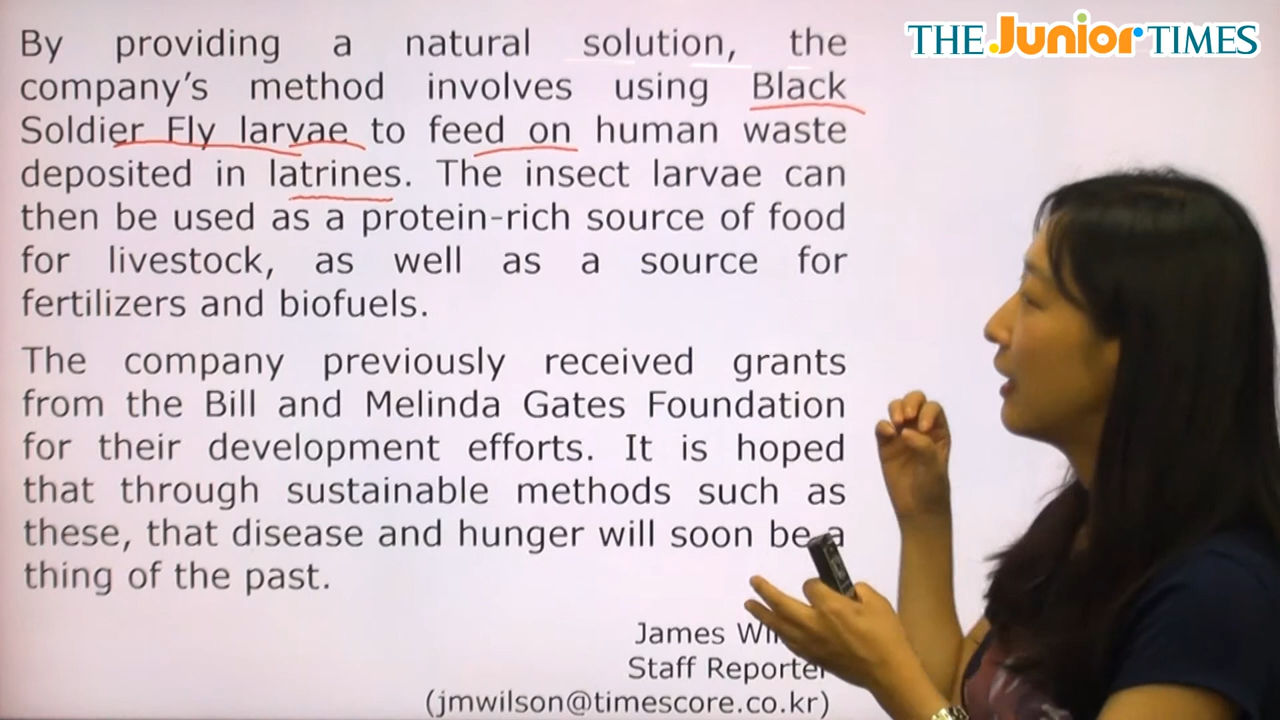 THE Junior TIMES
By providing a natural solution, the
company's method involves using Black
Soldier Fly larvae to feed on human waste
deposited in latrines. The insect larvae can
then be used as a protein-rich source of food
for livestock, as well as a source for
fertilizers and biofuels.
The company previously received grants
from the Bill and Melinda Gates Foundation
for their development efforts. It is hoped
that through sustainable methods such as
these, that disease and hunger will soon be a
thing of the past.
James
Staff Reporter
(jmwilson@timescore.co.kr)